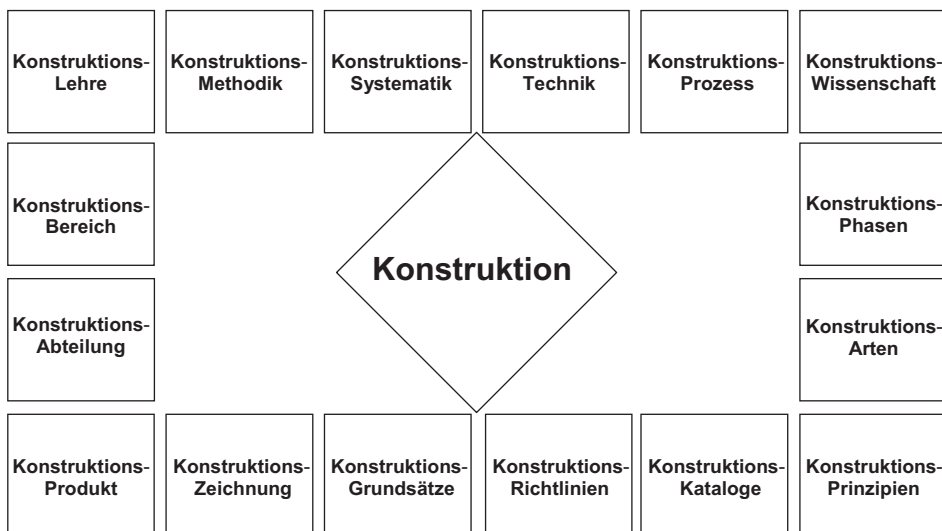 Konstruktions-
Lehre
Konstruktions-
Methodik
Konstruktions-
Systematik
Konstruktions-
Technik
Konstruktions-
Prozess
Konstruktions-
Wissenschaft
Konstruktions-
Bereich
Konstruktions-
Phasen
Konstruktion
Konstruktions-
Abteilung
Konstruktions-
Arten
Konstruktions-
Produkt
Konstruktions-
Zeichnung
Konstruktions-
Grundsätze
Konstruktions-
Richtlinien
Konstruktions-
Kataloge
Konstruktions-
Prinzipien